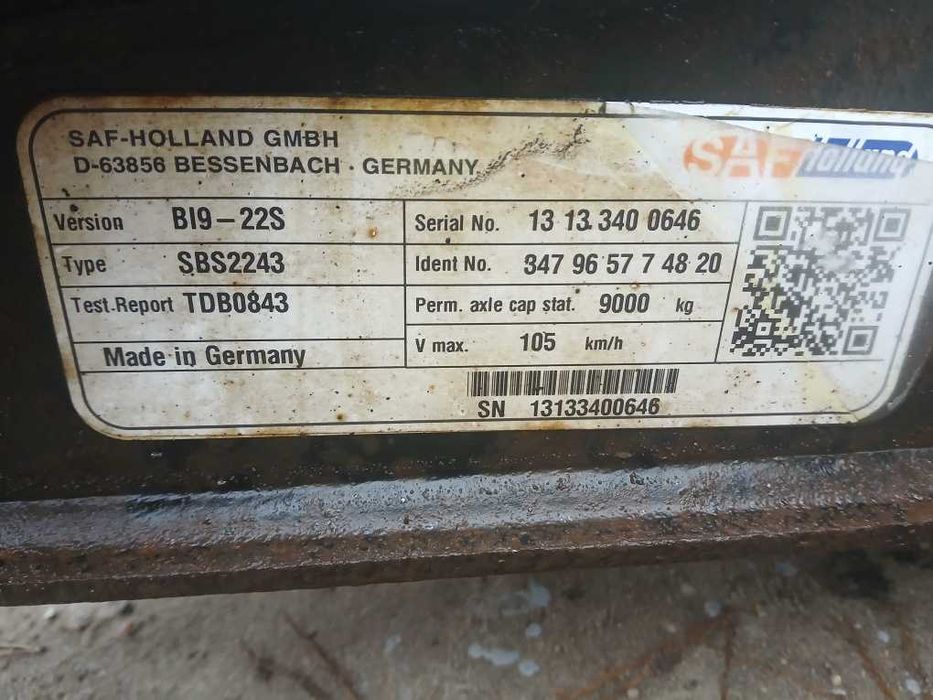 SAF-HOLLAND GMBH
D-63856 BESSENBACH · GERMANY
SAF Holland
Version BI9-22S
Serial No. 13 13. 340 0646
Type SBS2243
Ident No. 347 96 57 7 48 20
Test.Report TDB0843
Perm. axle cap stat. 9000 kg
Made in Germany
V max. 105 km/h
SN 13133400646